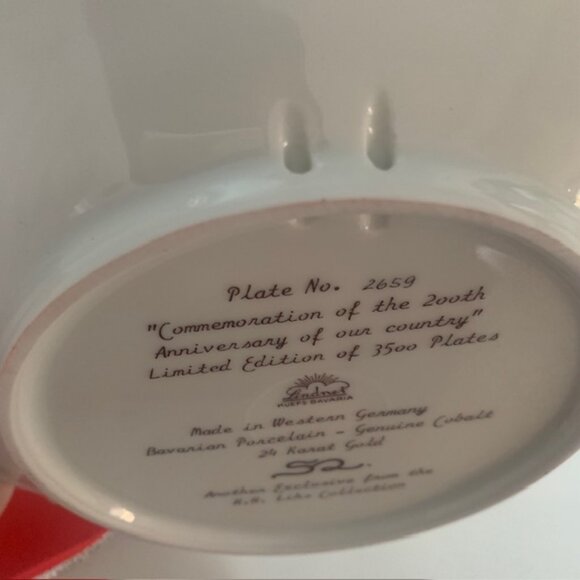 Plate No. 2659
"Commemoration of the 200th
Anniversary of our country"
Limited Edition of 3500 Plates
Lindner
KUEPS BAVARIA
Made in Western Germany
Bavarian Porcelain - Genuine Cobalt
24 Karat Gold
Another Exclusive from the
Collection